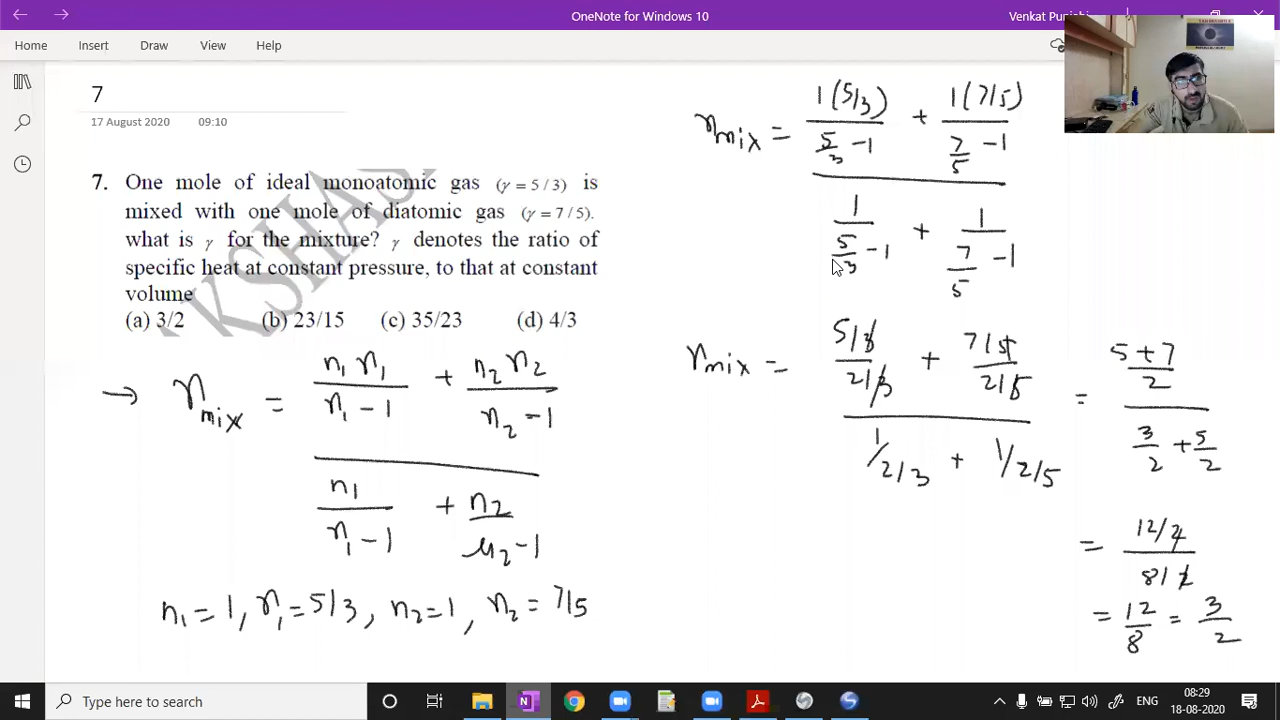 OneNote for Windows 10
Home Insert Draw View Help
7
17 August 2020 09:10
7. One mole of ideal monoatomic gas (γ = 5 / 3) is
mixed with one mole of diatomic gas (γ = 7 / 5).
what is γ for the mixture? γ denotes the ratio of
specific heat at constant pressure, to that at constant
volume
(a) 3/2 (b) 23/15 (c) 35/23 (d) 4/3
→ γ mix = n1 γ1 / γ1 - 1 + n2 γ2 / γ2 - 1
n1 / γ1 - 1 + n2 / μ2 - 1
n1 = 1, γ1 = 5/3, n2 = 1, γ2 = 7/5
γmix = 1(5/3) / 5/3 - 1 + 1(7/5) / 7/5 - 1
1 / 5/3 - 1 + 1 / 7/5 - 1
γmix = 5/3 / 2/3 + 7/5 / 2/5 = 5+7 / 2
1/2/3 + 1/2/5 3/2 + 5/2
= 12/2 / 8/2
= 12/8 = 3/2
Type here to search
ENG
08:29
18-08-2020